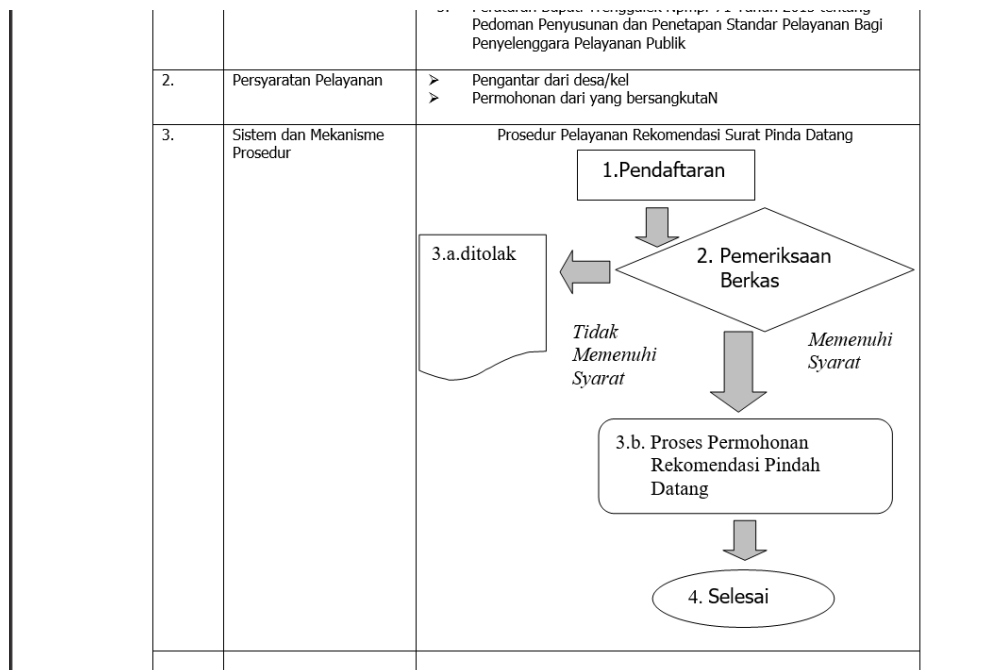 Pedoman Penyusunan dan Penetapan Standar Pelayanan Bagi
Penyelenggara Pelayanan Publik
2.
Persyaratan Pelayanan
➢ Pengantar dari desa/kel
➢ Permohonan dari yang bersangkutaN
3.
Sistem dan Mekanisme
Prosedur
Prosedur Pelayanan Rekomendasi Surat Pinda Datang
1.Pendaftaran
2. Pemeriksaan
Berkas
3.a.ditolak
Tidak
Memenuhi
Syarat
Memenuhi
Syarat
3.b. Proses Permohonan
Rekomendasi Pindah
Datang
4. Selesai